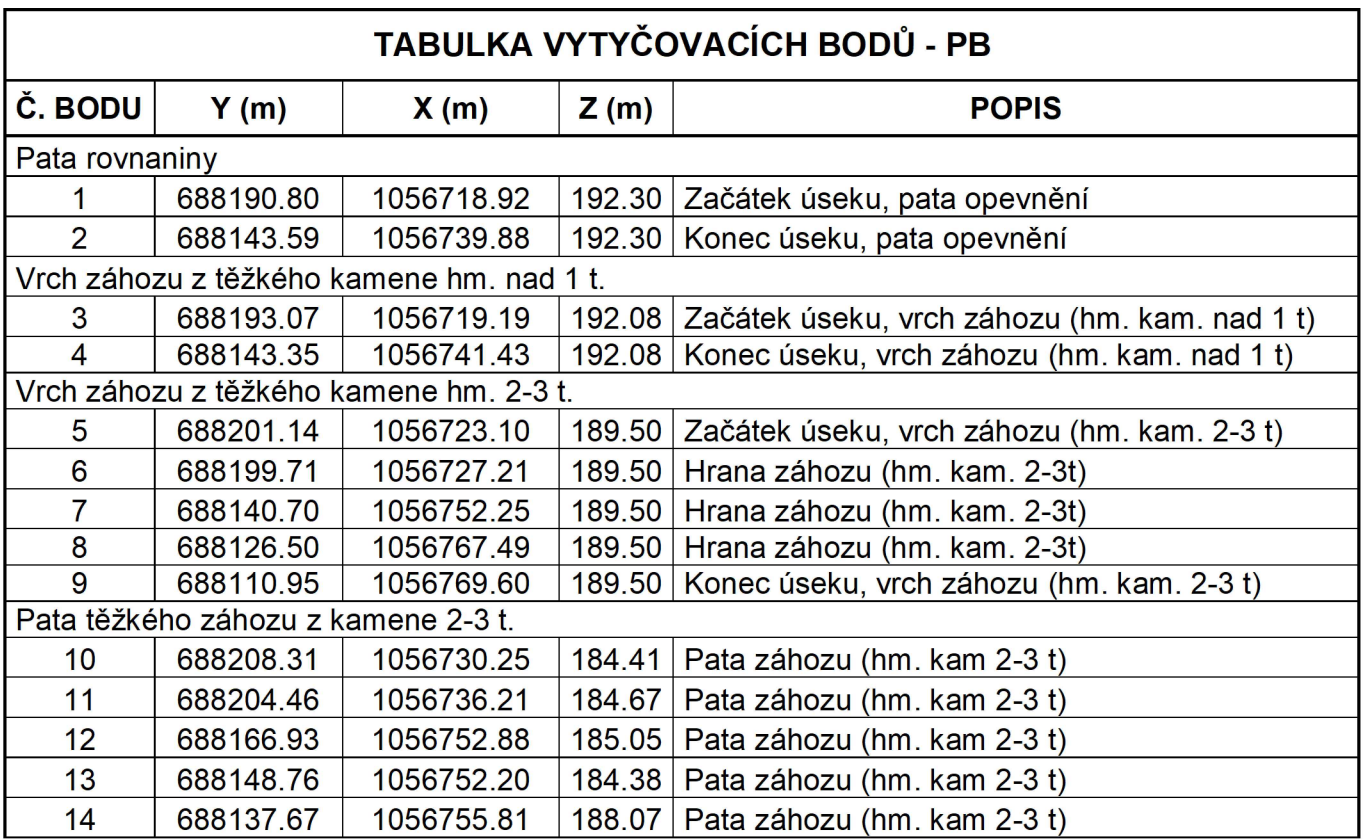 TABULKA VYTYČOVACÍCH BODŮ - PB
Č. BODU Y (m) X (m) Z (m) POPIS
Pata rovnaniny
1 688190.80 1056718.92 192.30 Začátek úseku, pata opevnění
2 688143.59 1056739.88 192.30 Konec úseku, pata opevnění
Vrch záhozu z těžkého kamene hm. nad 1 t.
3 688193.07 1056719.19 192.08 Začátek úseku, vrch záhozu (hm. kam. nad 1 t)
4 688143.35 1056741.43 192.08 Konec úseku, vrch záhozu (hm. kam. nad 1 t)
Vrch záhozu z těžkého kamene hm. 2-3 t.
5 688201.14 1056723.10 189.50 Začátek úseku, vrch záhozu (hm. kam. 2-3 t)
6 688199.71 1056727.21 189.50 Hrana záhozu (hm. kam. 2-3t)
7 688140.70 1056752.25 189.50 Hrana záhozu (hm. kam. 2-3t)
8 688126.50 1056767.49 189.50 Hrana záhozu (hm. kam. 2-3t)
9 688110.95 1056769.60 189.50 Konec úseku, vrch záhozu (hm. kam. 2-3 t)
Pata těžkého záhozu z kamene 2-3 t.
10 688208.31 1056730.25 184.41 Pata záhozu (hm. kam 2-3 t)
11 688204.46 1056736.21 184.67 Pata záhozu (hm. kam 2-3 t)
12 688166.93 1056752.88 185.05 Pata záhozu (hm. kam 2-3 t)
13 688148.76 1056752.20 184.38 Pata záhozu (hm. kam 2-3 t)
14 688137.67 1056755.81 188.07 Pata záhozu (hm. kam 2-3 t)